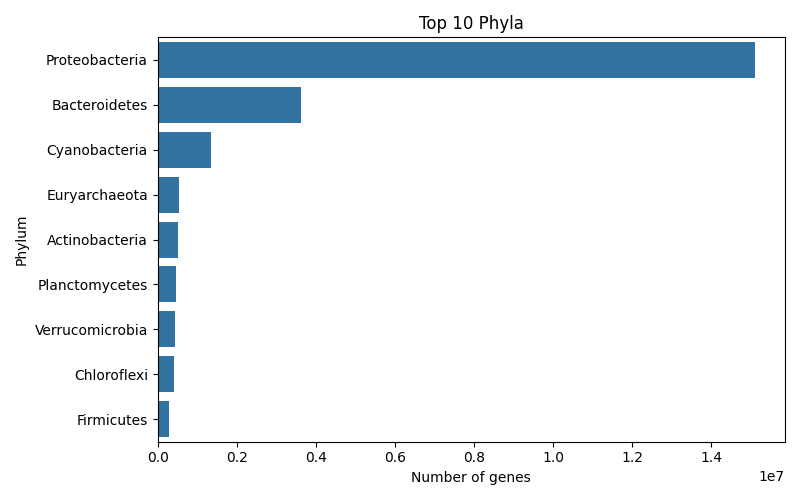 Top 10 Phyla
Phylum
Proteobacteria
Bacteroidetes
Cyanobacteria
Euryarchaeota
Actinobacteria
Planctomycetes
Verrucomicrobia
Chloroflexi
Firmicutes
0.0 0.2 0.4 0.6 0.8 1.0 1.2 1.4
1e7
Number of genes